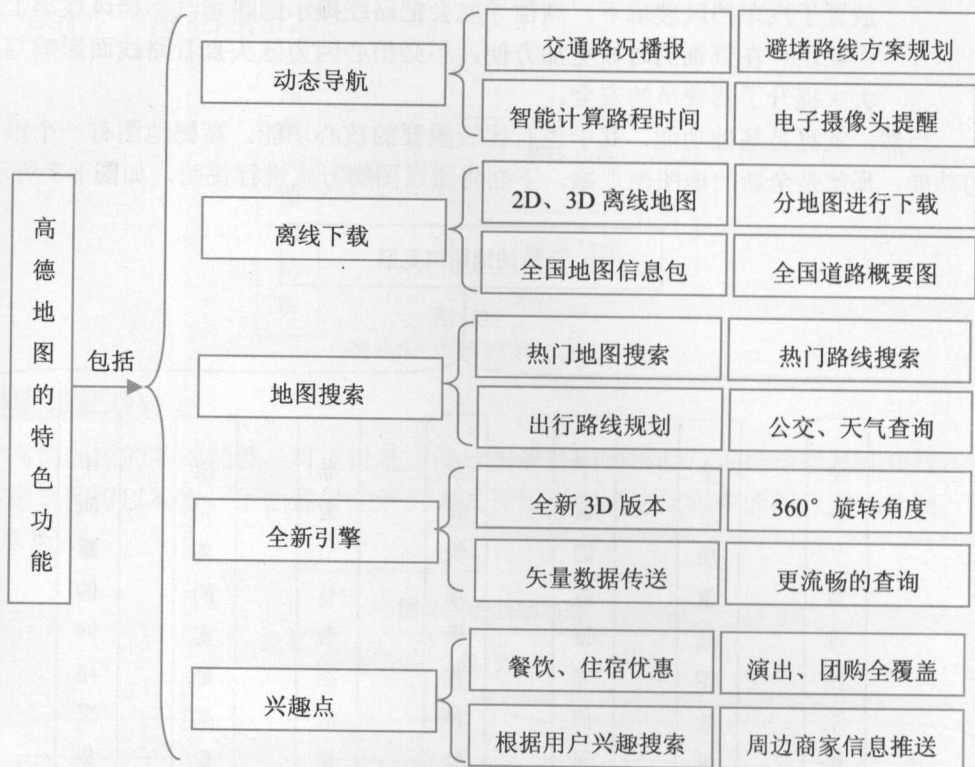 高德地图的特色功能
包括
动态导航
交通路况播报
避堵路线方案规划
智能计算路程时间
电子摄像头提醒
离线下载
2D、3D 离线地图
分地图进行下载
全国地图信息包
全国道路概要图
地图搜索
热门地图搜索
热门路线搜索
出行路线规划
公交、天气查询
全新引擎
全新 3D 版本
360° 旋转角度
矢量数据传送
更流畅的查询
兴趣点
餐饮、住宿优惠
演出、团购全覆盖
根据用户兴趣搜索
周边商家信息推送